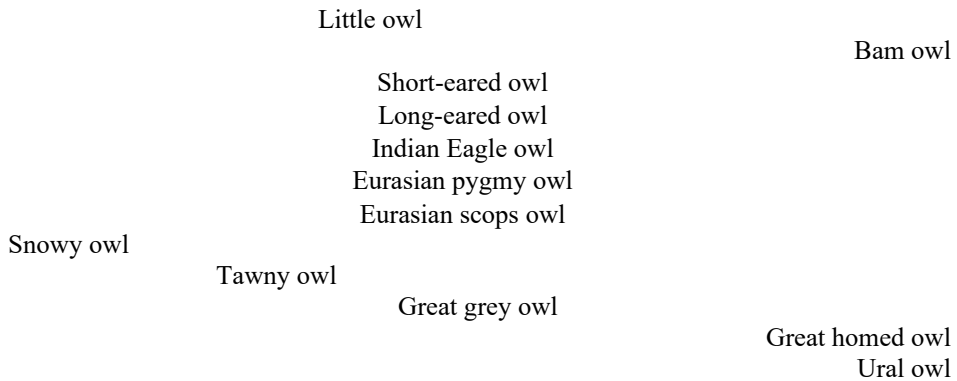 Little owl
Bam owl
Short-eared owl
Long-eared owl
Indian Eagle owl
Eurasian pygmy owl
Eurasian scops owl
Snowy owl
Tawny owl
Great grey owl
Great homed owl
Ural owl